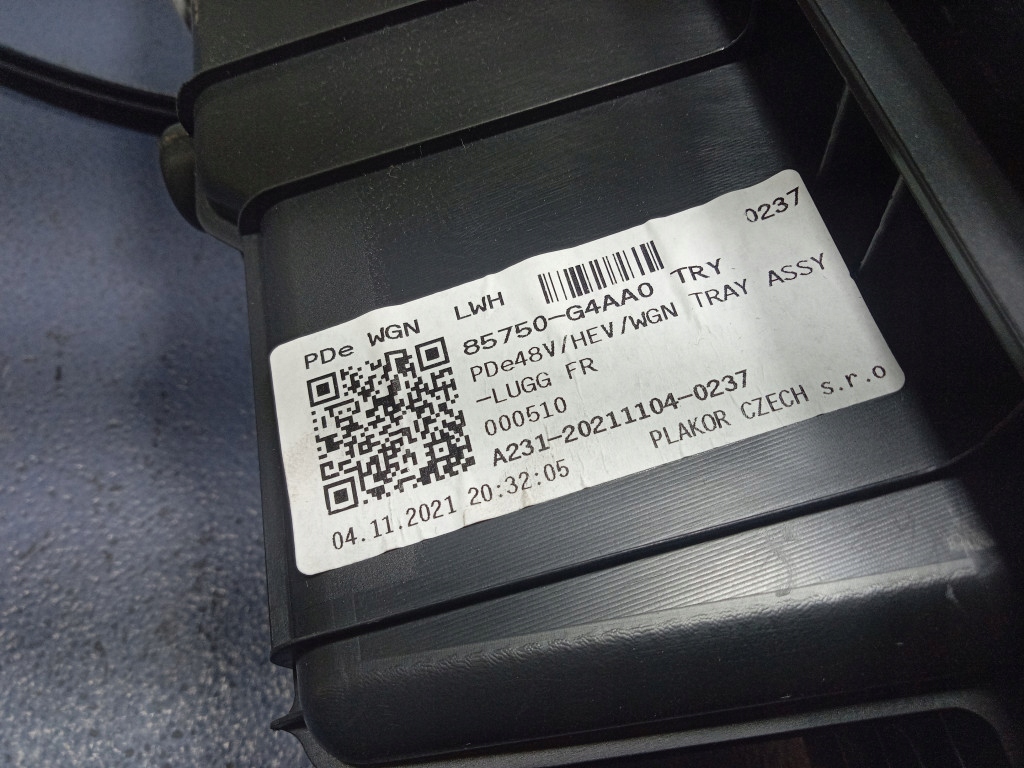 PDe WGN LWH 0237
85750-G4AA0 TRY
PDe48V/HEV/WGN TRAY ASSY
-LUGG FR
000510
A231-20211104-0237
04.11.2021 20:32:05 PLAKOR CZECH s.r.o